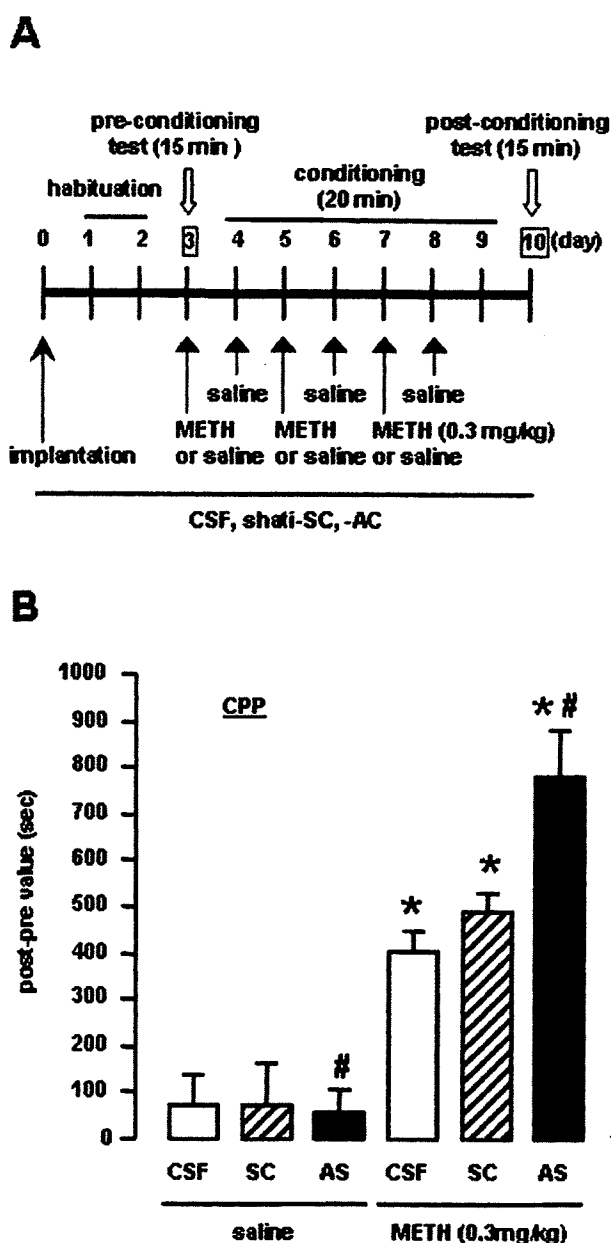 A
pre-conditioning
test (15 min )
post-conditioning
test (15 min)
habituation
conditioning
(20 min)
0 1 2 3 4 5 6 7 8 9 10 (day)
saline saline saline
METH METH METH (0.3 mg/kg)
or saline or saline or saline
implantation
CSF, shati-SC, -AC
B
1000
900
800
700
600
500
400
300
200
100
0
post-pre value (sec)
CPP
* * * #
#
CSF SC AS CSF SC AS
saline METH (0.3mg/kg)